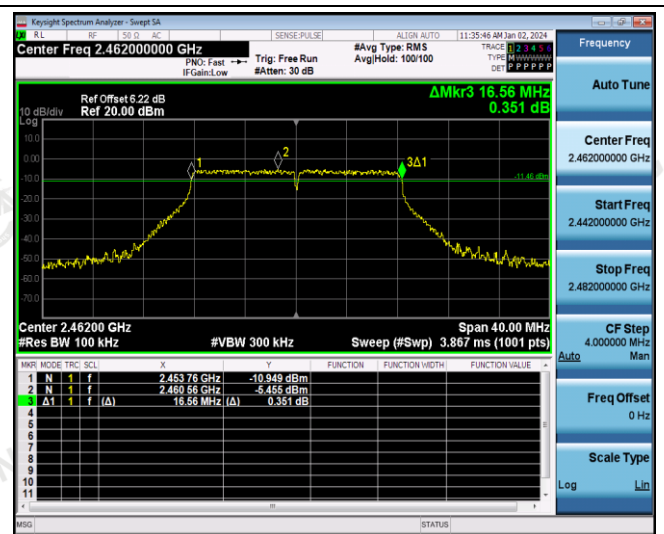 Keysight Spectrum Analyzer - Swept SA
LXI RL RF 50 Ω AC SENSE:PULSE ALIGN AUTO 11:35:46 AM Jan 02, 2024
Center Freq 2.462000000 GHz
PNO: Fast
IFGain:Low
Trig: Free Run
#Atten: 30 dB
#Avg Type: RMS
Avg|Hold: 100/100
TRACE 1 2 3 4 5 6
TYPE M WWWWW
DET P P P P P P
Frequency
Auto Tune
Center Freq
2.462000000 GHz
Start Freq
2.442000000 GHz
Stop Freq
2.482000000 GHz
CF Step
4.000000 MHz
Auto Man
Freq Offset
0 Hz
Scale Type
Log Lin
ΔMkr3 16.56 MHz
0.351 dB
Ref Offset 6.22 dB
10 dB/div Ref 20.00 dBm
Log
10.0
0.00
-10.0
-20.0
-30.0
-40.0
-50.0
-60.0
-70.0
1
2
3Δ1
-11.46 dBm
Center 2.46200 GHz Span 40.00 MHz
#Res BW 100 kHz #VBW 300 kHz Sweep (#Swp) 3.867 ms (1001 pts)
MKR MODE TRC SCL X Y FUNCTION FUNCTION WIDTH FUNCTION VALUE
1 N 1 f 2.453 76 GHz -10.949 dBm
2 N 1 f 2.460 56 GHz -5.455 dBm
3 Δ1 1 f (Δ) 16.56 MHz (Δ) 0.351 dB
4
5
6
7
8
9
10
11
MSG STATUS